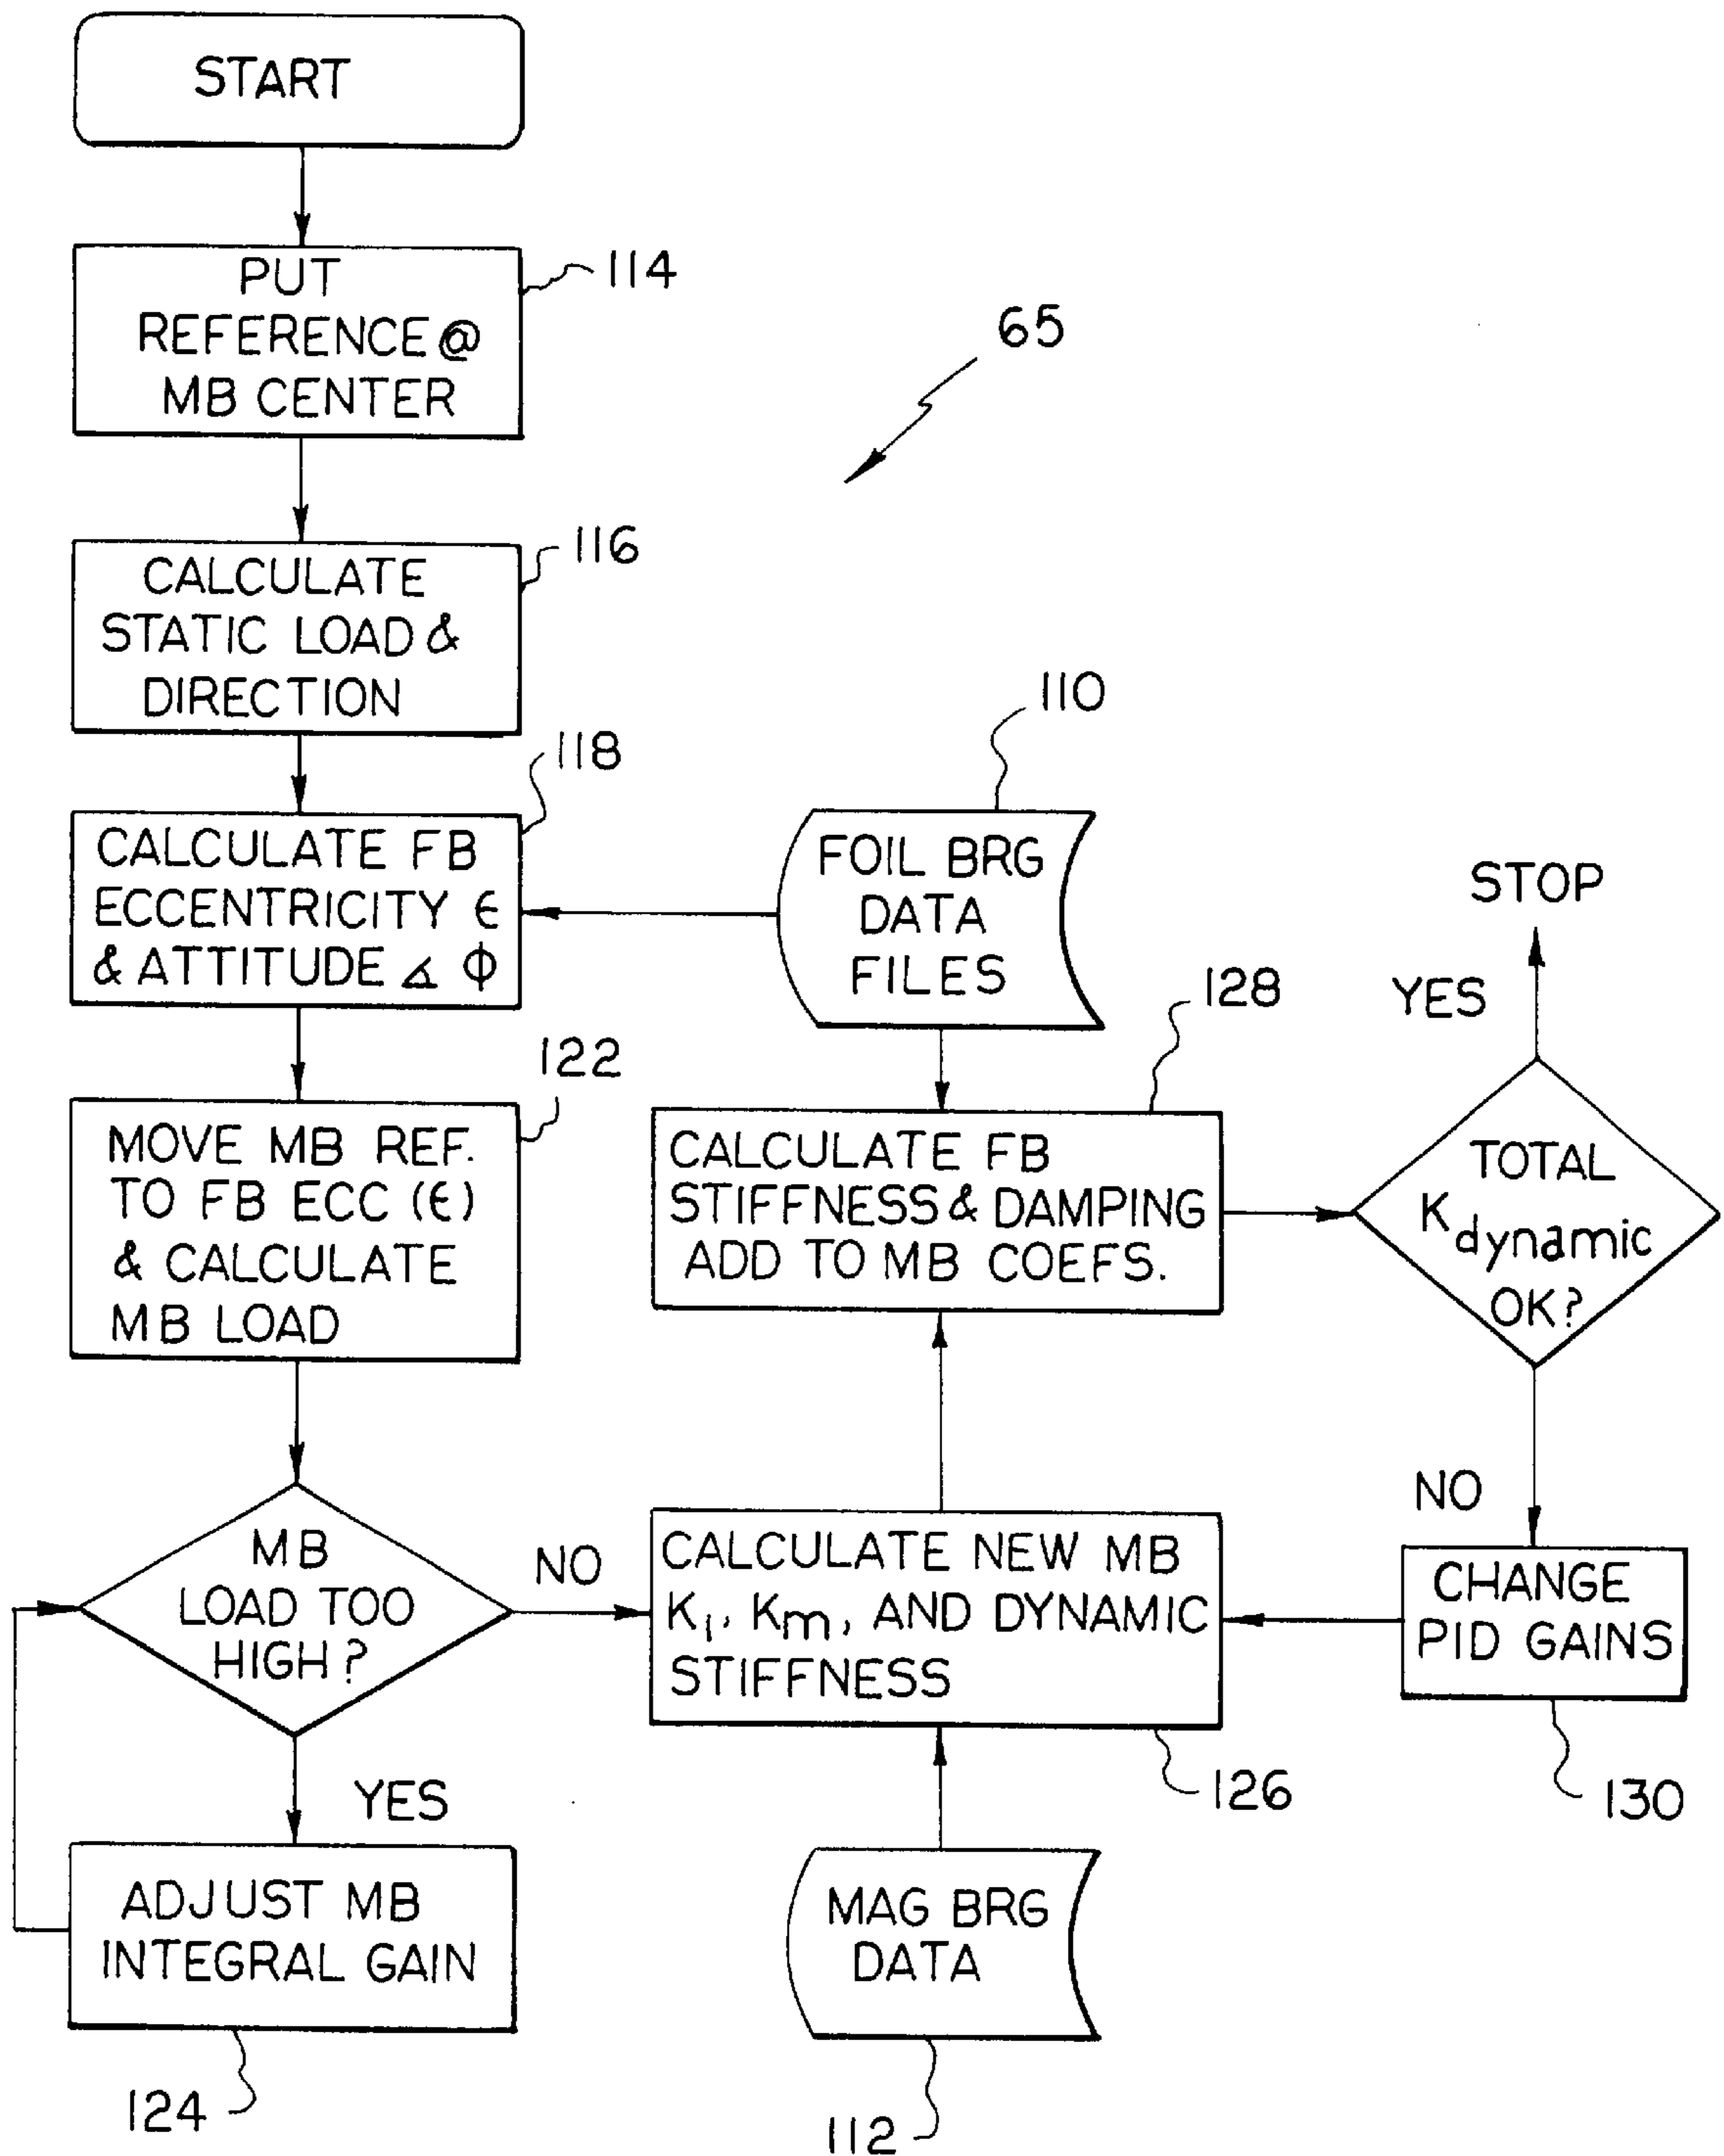 START
PUT
REFERENCE @
MB CENTER
114
65
CALCULATE
STATIC LOAD &
DIRECTION
116
CALCULATE FB
ECCENTRICITY ϵ
& ATTITUDE ∡ Φ
118
FOIL BRG
DATA
FILES
110
MOVE MB REF.
TO FB ECC (ϵ)
& CALCULATE
MB LOAD
122
CALCULATE FB
STIFFNESS & DAMPING
ADD TO MB COEFS.
128
STOP
YES
TOTAL
Kdynamic
OK?
NO
MB
LOAD TOO
HIGH?
NO
CALCULATE NEW MB
Ki, Km, AND DYNAMIC
STIFFNESS
126
CHANGE
PID GAINS
130
YES
ADJUST MB
INTEGRAL GAIN
124
MAG BRG
DATA
112